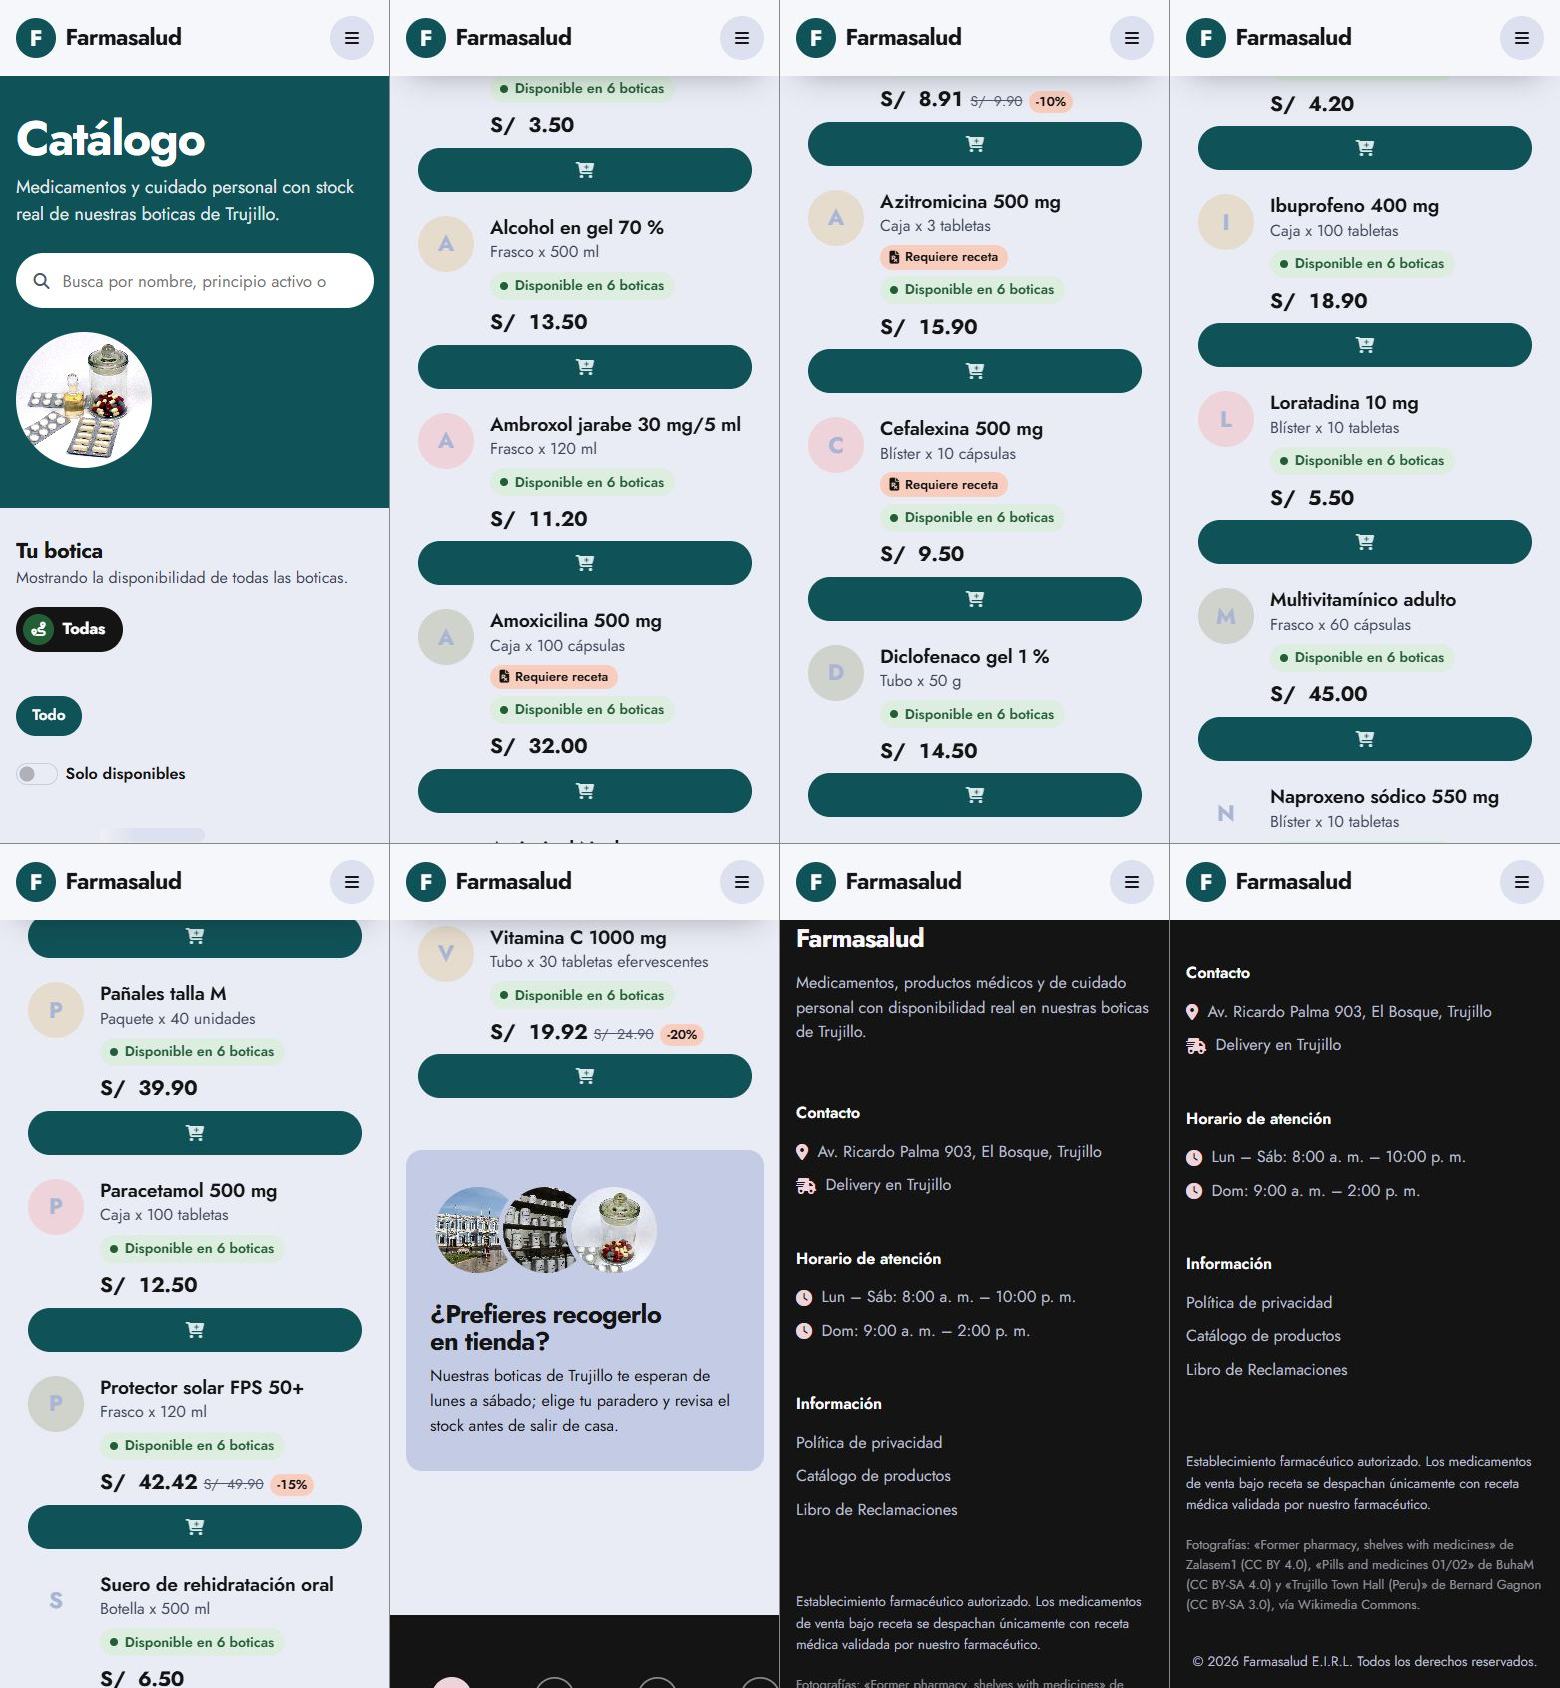 F Farmasalud
Catálogo
Medicamentos y cuidado personal con stock
real de nuestras boticas de Trujillo.
Busca por nombre, principio activo o
Tu botica
Mostrando la disponibilidad de todas las boticas.
Todas
Todo
Solo disponibles
F Farmasalud
Disponible en 6 boticas
S/ 3.50
A
Alcohol en gel 70 %
Frasco x 500 ml
Disponible en 6 boticas
S/ 13.50
A
Ambroxol jarabe 30 mg/5 ml
Frasco x 120 ml
Disponible en 6 boticas
S/ 11.20
A
Amoxicilina 500 mg
Caja x 100 cápsulas
Requiere receta
Disponible en 6 boticas
S/ 32.00
F Farmasalud
S/ 8.91 S/ 9.90 -10%
A
Azitromicina 500 mg
Caja x 3 tabletas
Requiere receta
Disponible en 6 boticas
S/ 15.90
C
Cefalexina 500 mg
Blíster x 10 cápsulas
Requiere receta
Disponible en 6 boticas
S/ 9.50
D
Diclofenaco gel 1 %
Tubo x 50 g
Disponible en 6 boticas
S/ 14.50
F Farmasalud
S/ 4.20
I
Ibuprofeno 400 mg
Caja x 100 tabletas
Disponible en 6 boticas
S/ 18.90
L
Loratadina 10 mg
Blíster x 10 tabletas
Disponible en 6 boticas
S/ 5.50
M
Multivitamínico adulto
Frasco x 60 cápsulas
Disponible en 6 boticas
S/ 45.00
N
Naproxeno sódico 550 mg
Blíster x 10 tabletas
F Farmasalud
P
Pañales talla M
Paquete x 40 unidades
Disponible en 6 boticas
S/ 39.90
P
Paracetamol 500 mg
Caja x 100 tabletas
Disponible en 6 boticas
S/ 12.50
P
Protector solar FPS 50+
Frasco x 120 ml
Disponible en 6 boticas
S/ 42.42 S/ 49.90 -15%
S
Suero de rehidratación oral
Botella x 500 ml
Disponible en 6 boticas
S/ 6.50
F Farmasalud
V
Vitamina C 1000 mg
Tubo x 30 tabletas efervescentes
Disponible en 6 boticas
S/ 19.92 S/ 24.90 -20%
¿Prefieres recogerlo
en tienda?
Nuestras boticas de Trujillo te esperan de
lunes a sábado; elige tu paradero y revisa el
stock antes de salir de casa.
F Farmasalud
Farmasalud
Medicamentos, productos médicos y de cuidado
personal con disponibilidad real en nuestras boticas
de Trujillo.
Contacto
Av. Ricardo Palma 903, El Bosque, Trujillo
Delivery en Trujillo
Horario de atención
Lun – Sáb: 8:00 a. m. – 10:00 p. m.
Dom: 9:00 a. m. – 2:00 p. m.
Información
Política de privacidad
Catálogo de productos
Libro de Reclamaciones
Establecimiento farmacéutico autorizado. Los medicamentos
de venta bajo receta se despachan únicamente con receta
médica validada por nuestro farmacéutico.
Fotografías: «Former pharmacy, shelves with medicines» de
F Farmasalud
Contacto
Av. Ricardo Palma 903, El Bosque, Trujillo
Delivery en Trujillo
Horario de atención
Lun – Sáb: 8:00 a. m. – 10:00 p. m.
Dom: 9:00 a. m. – 2:00 p. m.
Información
Política de privacidad
Catálogo de productos
Libro de Reclamaciones
Establecimiento farmacéutico autorizado. Los medicamentos
de venta bajo receta se despachan únicamente con receta
médica validada por nuestro farmacéutico.
Fotografías: «Former pharmacy, shelves with medicines» de
Zalasem1 (CC BY 4.0), «Pills and medicines 01/02» de BuhaM
(CC BY-SA 4.0) y «Trujillo Town Hall (Peru)» de Bernard Gagnon
(CC BY-SA 3.0), vía Wikimedia Commons.
© 2026 Farmasalud E.I.R.L. Todos los derechos reservados.